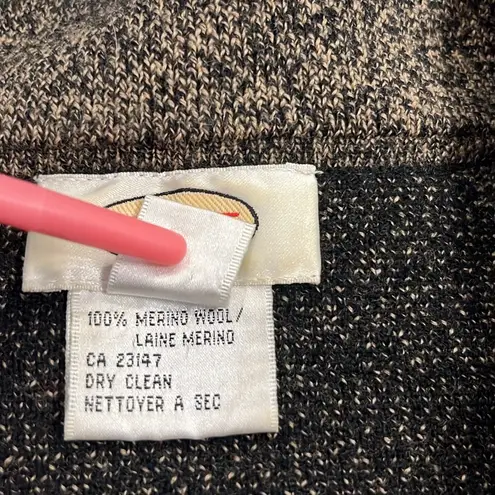 100% MERINO WOOL/
LAINE MERINO
CA 23147
DRY CLEAN
NETTOYER A SEC